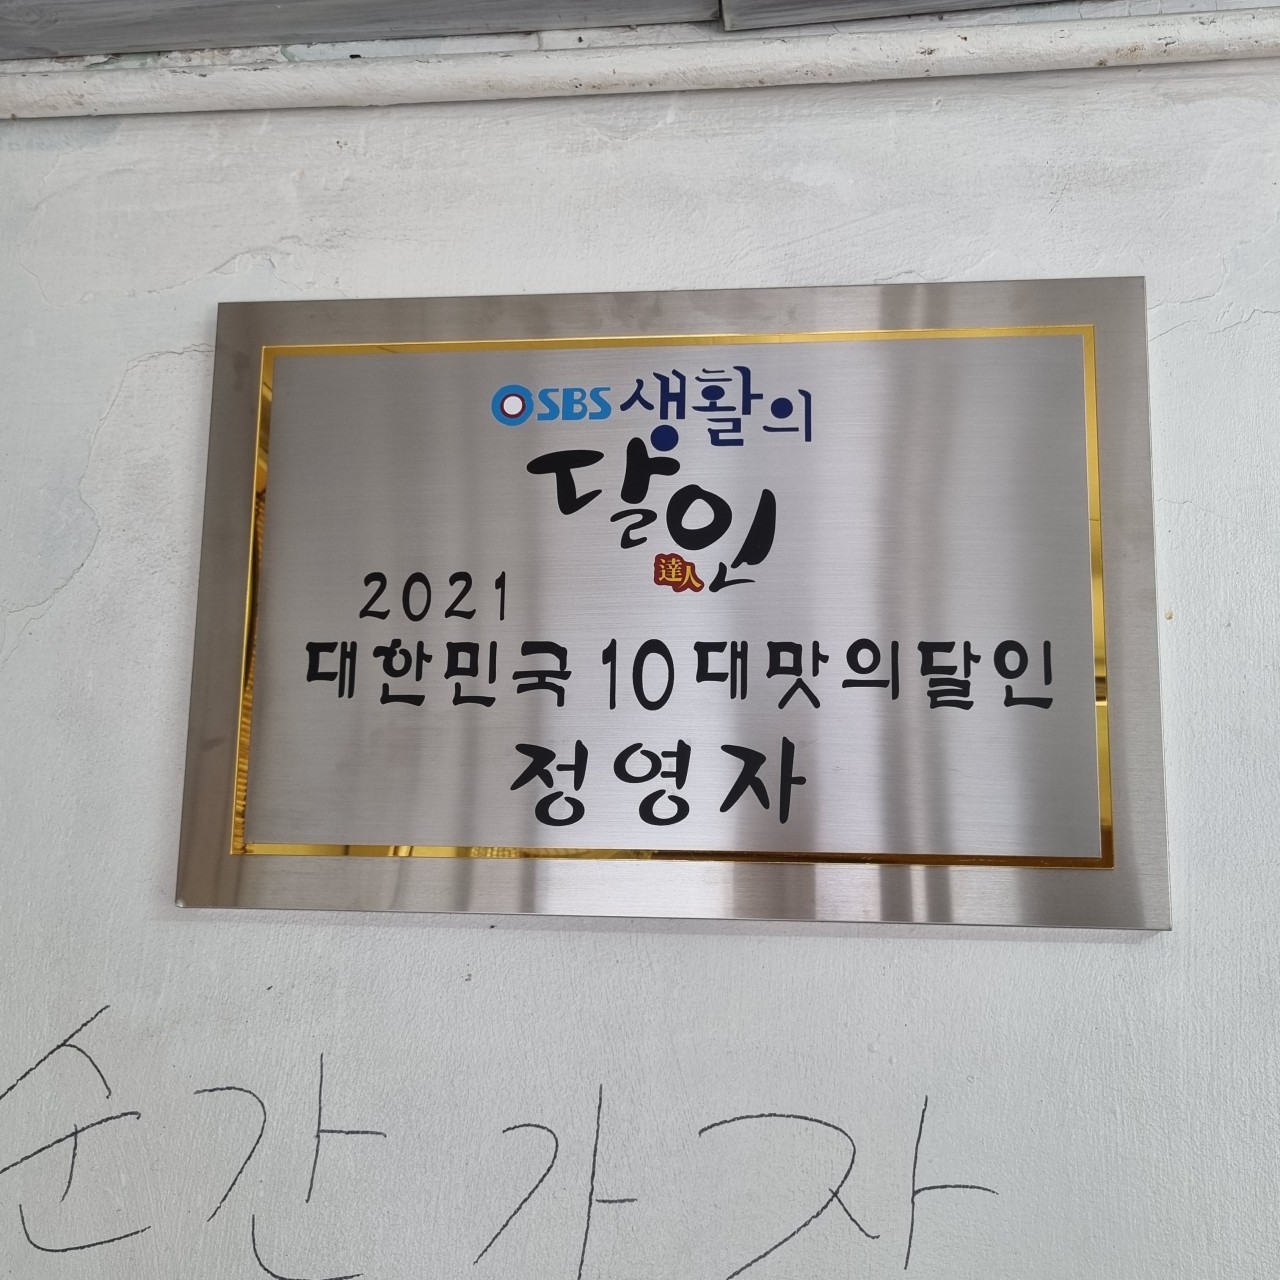 SBS 생활의
달인
達人
2021
대한민국 10대맛의달인
정영자
순간가자